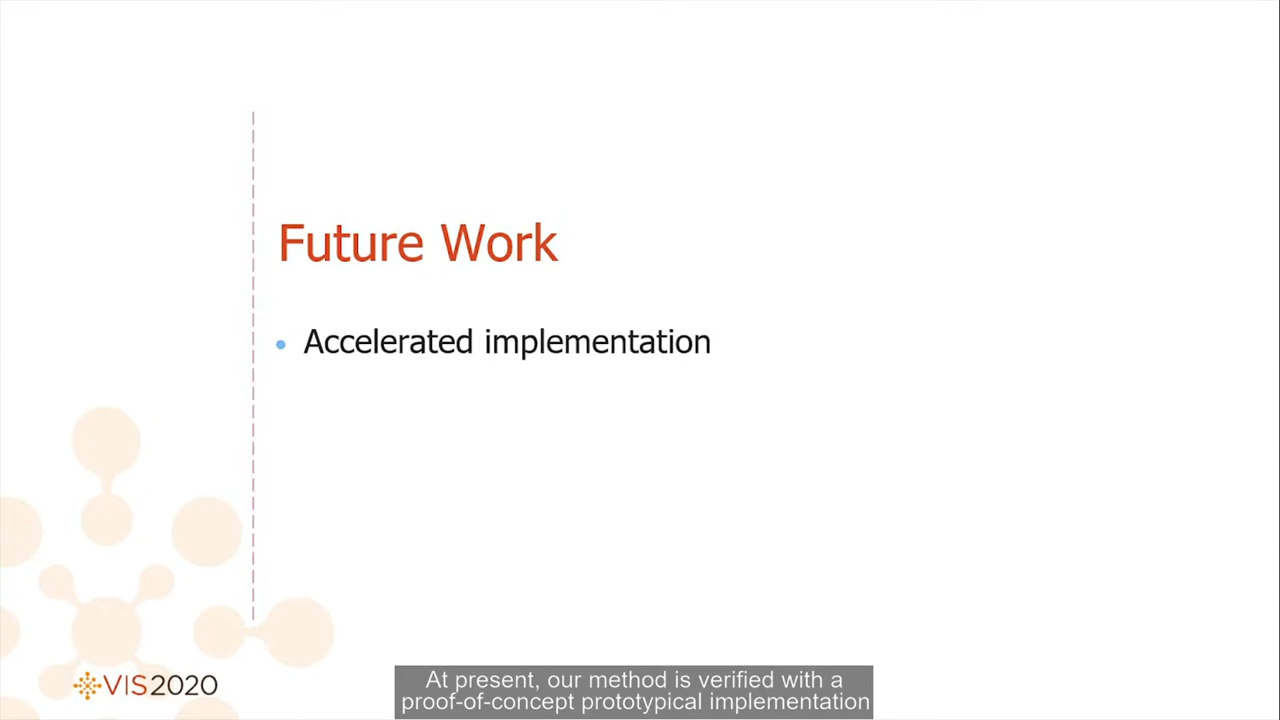 Future Work
• Accelerated implementation
VIS2020
At present, our method is verified with a
proof-of-concept prototypical implementation